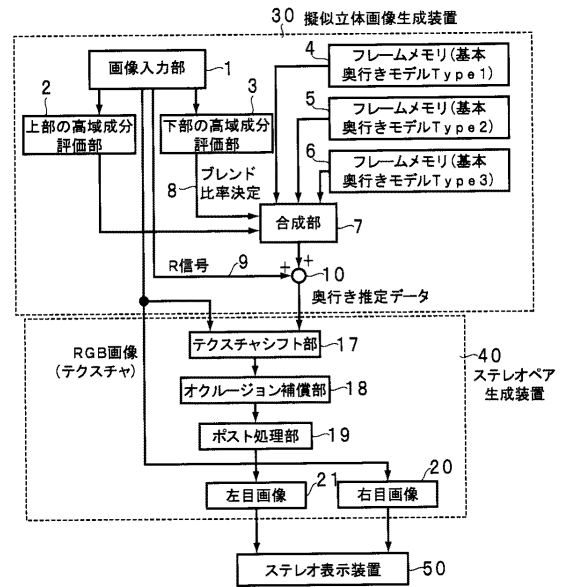 30 擬似立体画像生成装置
画像入力部
1
2
上部の高域成分
評価部
3
下部の高域成分
評価部
4
フレームメモリ(基本
奥行きモデルType1)
5
フレームメモリ(基本
奥行きモデルType2)
6
フレームメモリ(基本
奥行きモデルType3)
8
ブレンド
比率決定
合成部
7
R信号
9
+
+
10
奥行き推定データ
RGB画像
(テクスチャ)
テクスチャシフト部
17
40
ステレオペア
生成装置
オクルージョン補償部
18
ポスト処理部
19
左目画像
21
右目画像
20
ステレオ表示装置
50